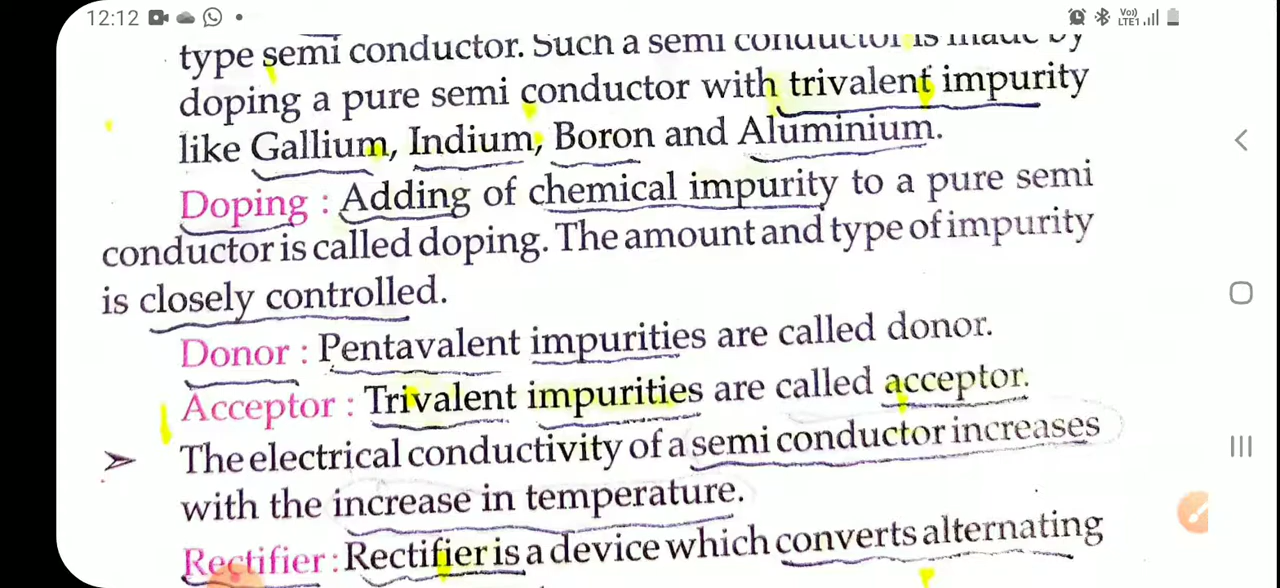 12:12
Vo)) LTE1
type semi conductor. Such a semi conductor is made by
doping a pure semi conductor with trivalent impurity
like Gallium, Indium, Boron and Aluminium.
Doping : Adding of chemical impurity to a pure semi
conductor is called doping. The amount and type of impurity
is closely controlled.
Donor : Pentavalent impurities are called donor.
Acceptor : Trivalent impurities are called acceptor.
➢ The electrical conductivity of a semi conductor increases
with the increase in temperature.
Rectifier : Rectifier is a device which converts alternating